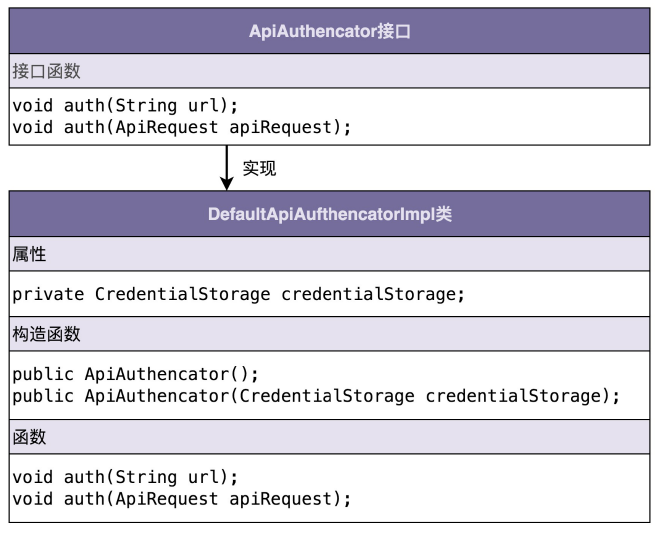 ApiAuthencator接口
接口函数
void auth(String url);
void auth(ApiRequest apiRequest);
实现
DefaultApiAufthencatorImpl类
属性
private CredentialStorage credentialStorage;
构造函数
public ApiAuthencator();
public ApiAuthencator(CredentialStorage credentialStorage);
函数
void auth(String url);
void auth(ApiRequest apiRequest);